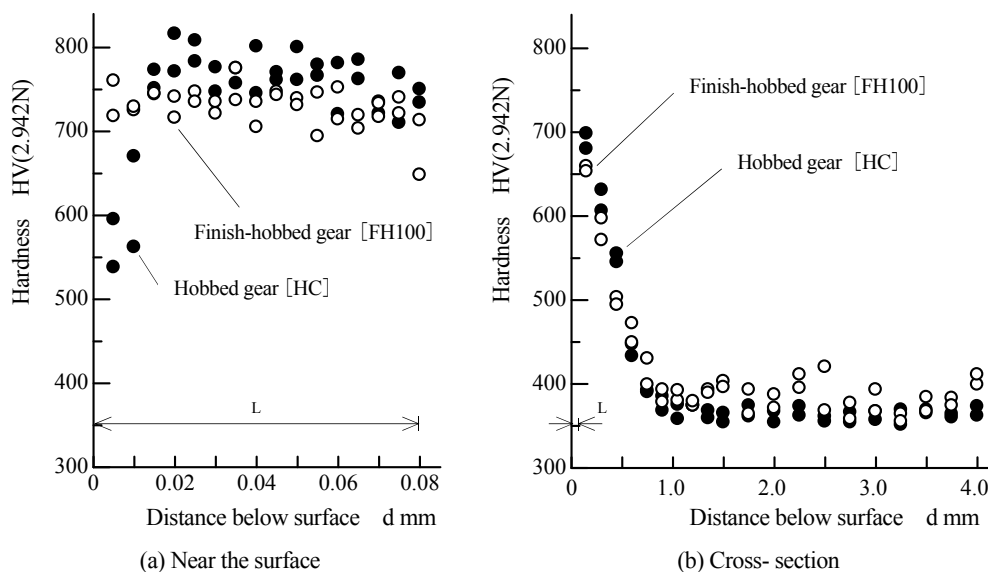 Hardness HV(2.942N)
800
700
600
500
400
300
Finish-hobbed gear [FH100]
Hobbed gear [HC]
L
0 0.02 0.04 0.06 0.08
Distance below surface d mm
(a) Near the surface
Hardness HV(2.942N)
800
700
600
500
400
300
Finish-hobbed gear [FH100]
Hobbed gear [HC]
L
0 1.0 2.0 3.0 4.0
Distance below surface d mm
(b) Cross- section